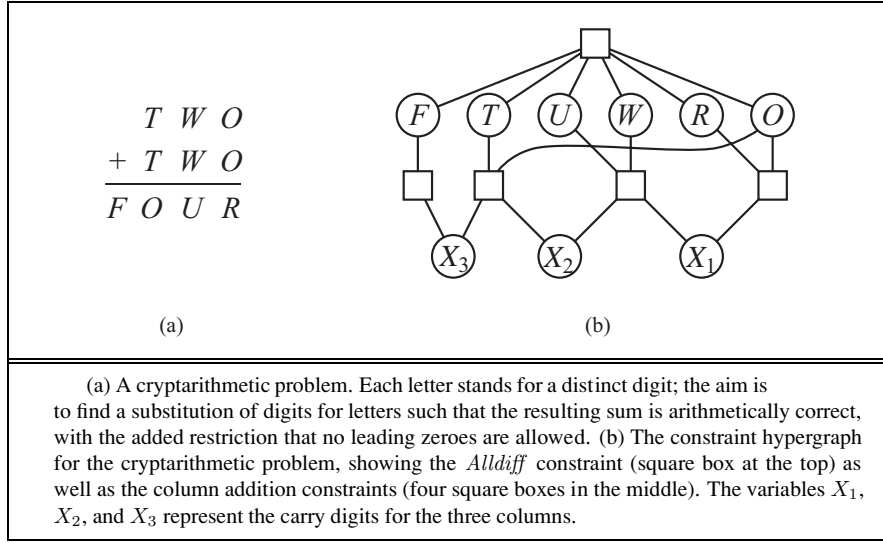 T W O
+ T W O
F O U R
(a)
F T U W R O
X3 X2 X1
(b)
(a) A cryptarithmetic problem. Each letter stands for a distinct digit; the aim is
to find a substitution of digits for letters such that the resulting sum is arithmetically correct,
with the added restriction that no leading zeroes are allowed. (b) The constraint hypergraph
for the cryptarithmetic problem, showing the Alldiff constraint (square box at the top) as
well as the column addition constraints (four square boxes in the middle). The variables X1,
X2, and X3 represent the carry digits for the three columns.